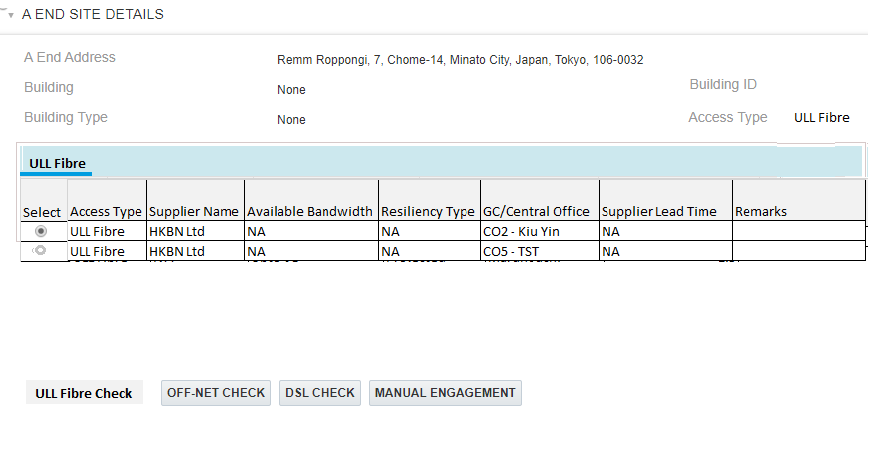 A END SITE DETAILS
A End Address Remm Roppongi, 7, Chome-14, Minato City, Japan, Tokyo, 106-0032
Building None Building ID
Building Type None Access Type ULL Fibre
ULL Fibre
Select Access Type Supplier Name Available Bandwidth Resiliency Type GC/Central Office Supplier Lead Time Remarks
ULL Fibre HKBN Ltd NA NA CO2 - Kiu Yin NA
ULL Fibre HKBN Ltd NA NA CO5 - TST NA
ULL Fibre Check OFF-NET CHECK DSL CHECK MANUAL ENGAGEMENT